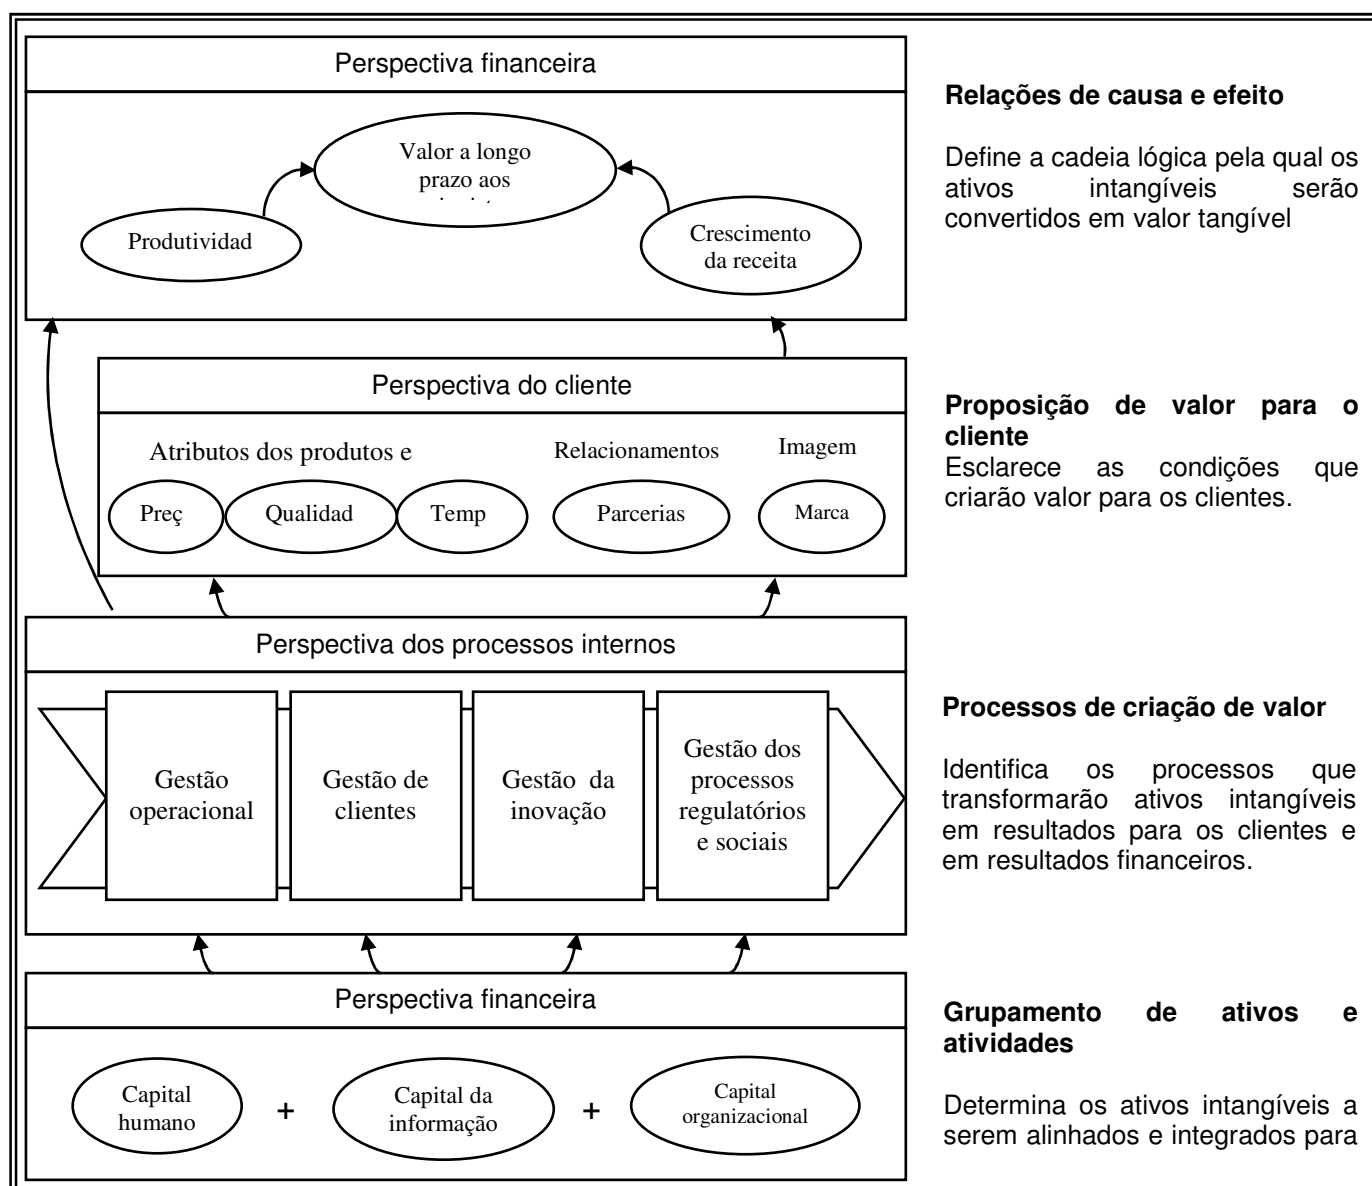 Perspectiva financeira
Valor a longo
prazo aos
Produtividad
Crescimento
da receita
Relações de causa e efeito
Define a cadeia lógica pela qual os
ativos intangíveis serão
convertidos em valor tangível
Perspectiva do cliente
Atributos dos produtos e
Relacionamentos
Imagem
Preç
Qualidad
Temp
Parcerias
Marca
Proposição de valor para o
cliente
Esclarece as condições que
criarão valor para os clientes.
Perspectiva dos processos internos
Gestão
operacional
Gestão de
clientes
Gestão da
inovação
Gestão dos
processos
regulatórios
e sociais
Processos de criação de valor
Identifica os processos que
transformarão ativos intangíveis
em resultados para os clientes e
em resultados financeiros.
Perspectiva financeira
Capital
humano
+
Capital da
informação
+
Capital
organizacional
Grupamento de ativos e
atividades
Determina os ativos intangíveis a
serem alinhados e integrados para